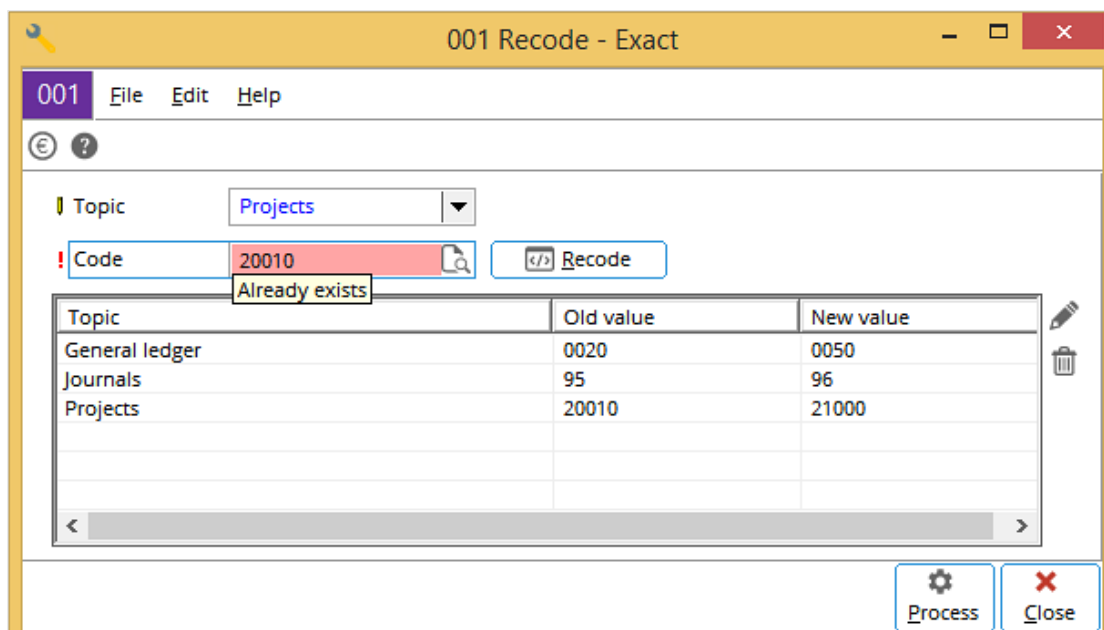 001 Recode - Exact
001 File Edit Help
Topic Projects
! Code 20010 Recode
Already exists
Topic Old value New value
General ledger 0020 0050
Journals 95 96
Projects 20010 21000
Process Close